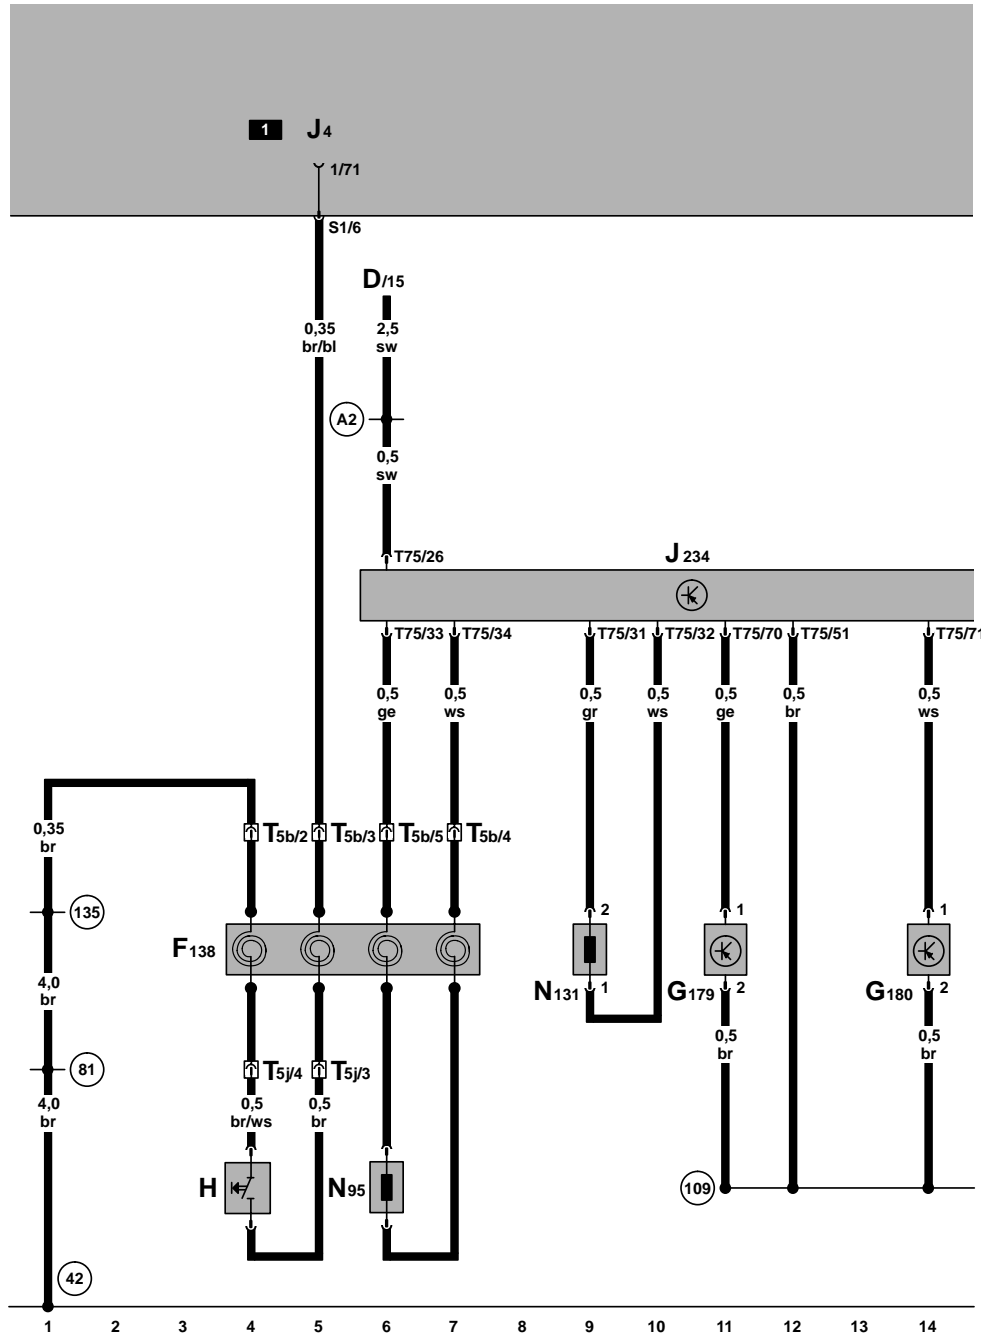 1 J4
1/71
S1/6
D/15
0,35
br/bl
2,5
sw
A2
0,5
sw
T75/26
J234
T75/33
T75/34
T75/31
T75/32
T75/70
T75/51
T75/71
0,5
ge
0,5
ws
0,5
gr
0,5
ws
0,5
ge
0,5
br
0,5
ws
0,35
br
T5b/2
T5b/3
T5b/5
T5b/4
135
2
1
1
F138
4,0
br
N131
1
G179
2
G180
2
0,5
br
0,5
br
81
T5j/4
T5j/3
4,0
br
0,5
br/ws
0,5
br
H
N95
109
42
1 2 3 4 5 6 7 8 9 10 11 12 13 14